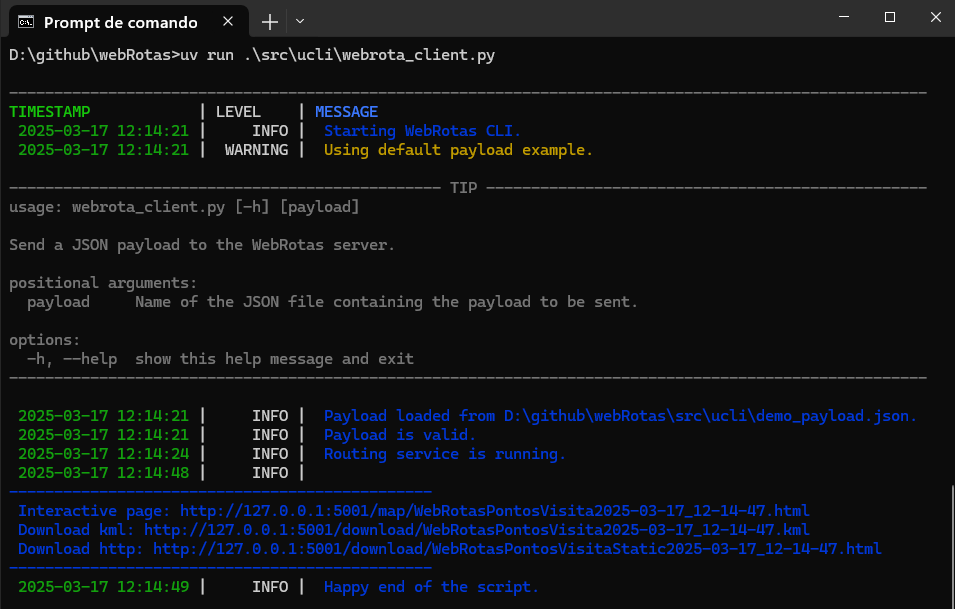 Prompt de comando
D:\github\webRotas>uv run .\src\ucli\webrota_client.py
TIMESTAMP | LEVEL | MESSAGE
2025-03-17 12:14:21 | INFO | Starting WebRotas CLI.
2025-03-17 12:14:21 | WARNING | Using default payload example.
TIP
usage: webrota_client.py [-h] [payload]
Send a JSON payload to the WebRotas server.
positional arguments:
payload Name of the JSON file containing the payload to be sent.
options:
-h, --help show this help message and exit
2025-03-17 12:14:21 | INFO | Payload loaded from D:\github\webRotas\src\ucli\demo_payload.json.
2025-03-17 12:14:21 | INFO | Payload is valid.
2025-03-17 12:14:24 | INFO | Routing service is running.
2025-03-17 12:14:48 | INFO |
Interactive page: http://127.0.0.1:5001/map/WebRotasPontosVisita2025-03-17_12-14-47.html
Download kml: http://127.0.0.1:5001/download/WebRotasPontosVisita2025-03-17_12-14-47.kml
Download http: http://127.0.0.1:5001/download/WebRotasPontosVisitaStatic2025-03-17_12-14-47.html
2025-03-17 12:14:49 | INFO | Happy end of the script.